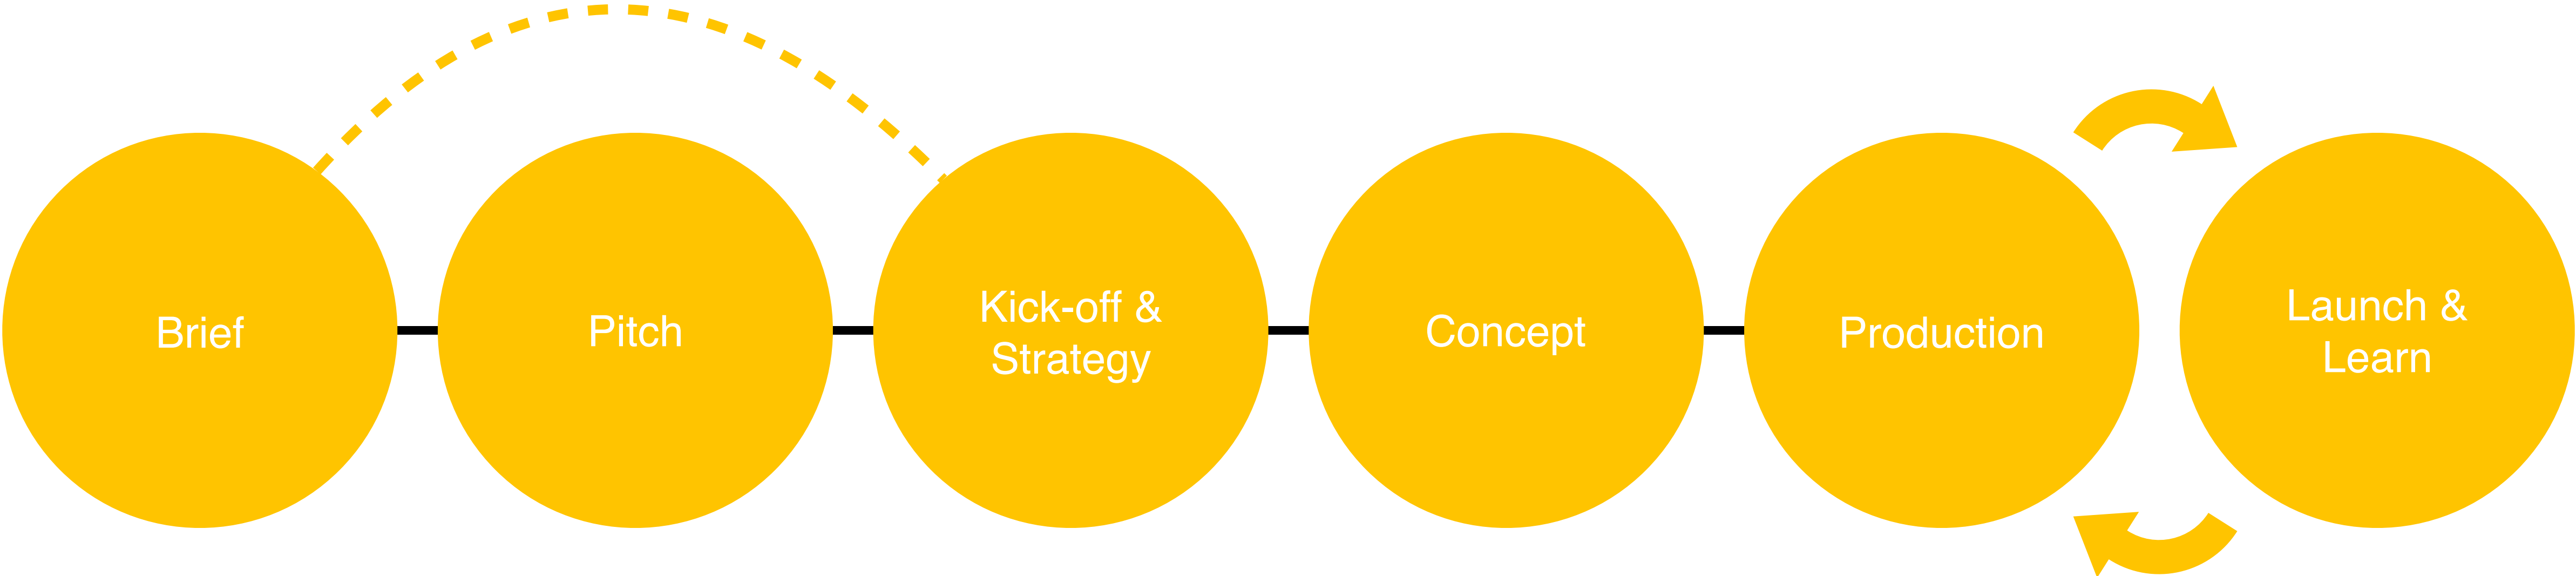 Brief
Pitch
Kick-off &
Strategy
Concept
Production
Launch &
Learn